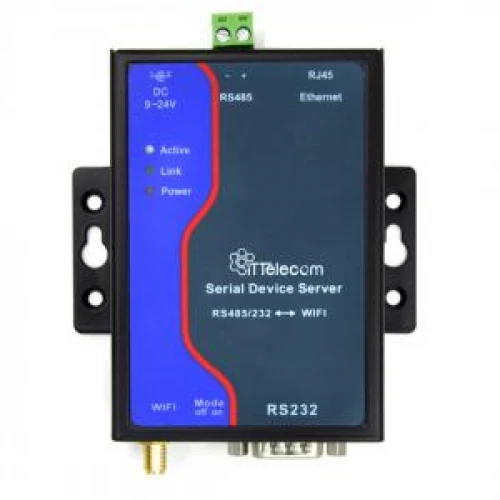 - +
RJ45
DC
9-24V
RS485
Ethernet
Active
Link
Power
iTTelecom
Serial Device Server
RS485/232 ⟷ WIFI
WIFI
Mode
off on
RS232